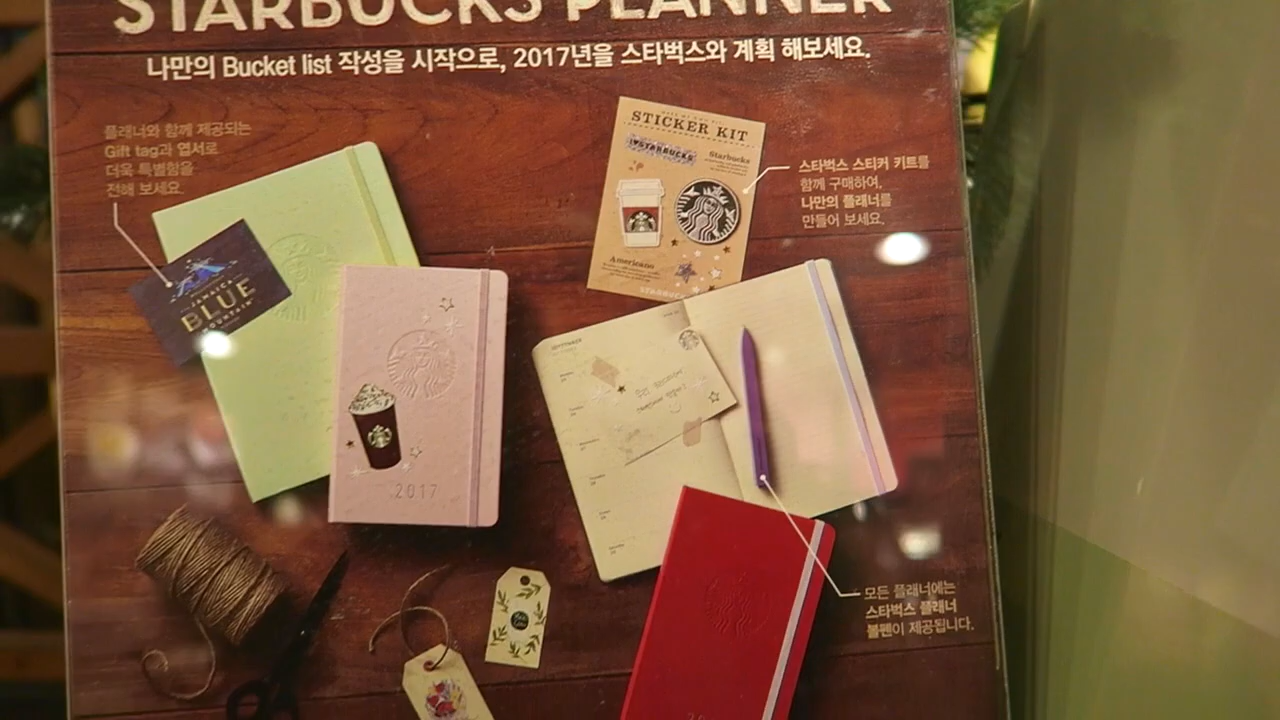 STARBUCKS PLANNER
나만의 Bucket list 작성을 시작으로, 2017년을 스타벅스와 계획 해보세요.
플래너와 함께 제공되는
Gift tag과 엽서로
더욱 특별함을
전해 보세요.
STICKER KIT
I ♥ STARBUCKS
Starbucks
Americano
STARBUCKS
스타벅스 스티커 키트를
함께 구매하여,
나만의 플래너를
만들어 보세요.
JAMAICA
BLUE
MOUNTAIN
SEPTEMBER
2017
모든 플래너에는
스타벅스 플래너
볼펜이 제공됩니다.